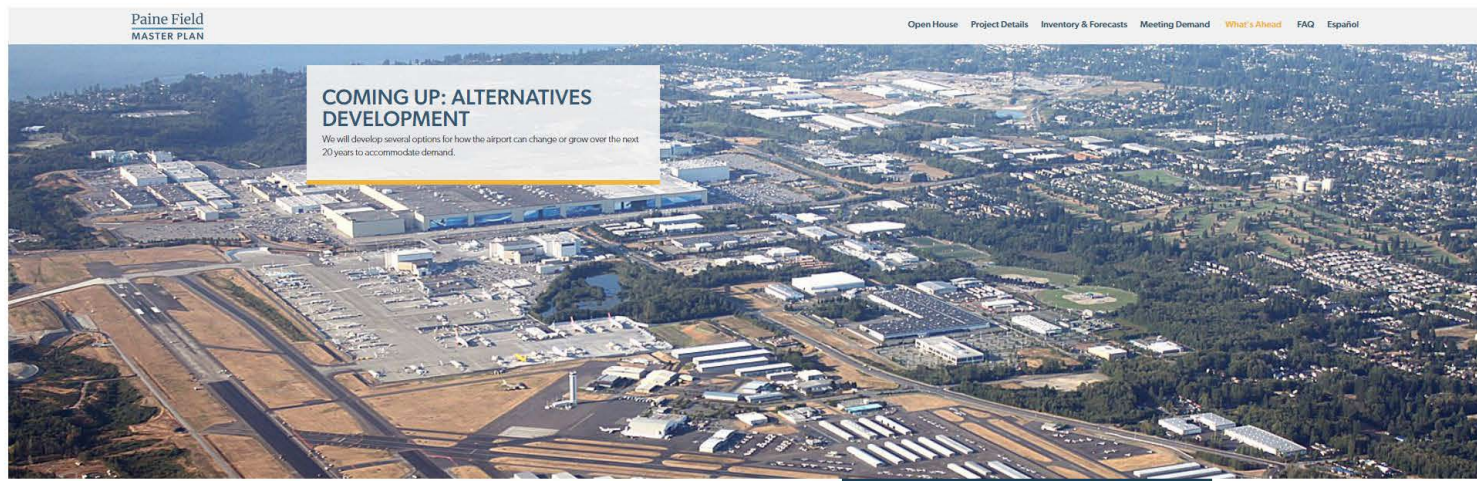 Paine Field
MASTER PLAN
Open House Project Details Inventory & Forecasts Meeting Demand What's Ahead FAQ Español
COMING UP: ALTERNATIVES
DEVELOPMENT
We will develop several options for how the airport can change or grow over the next
20 years to accommodate demand.